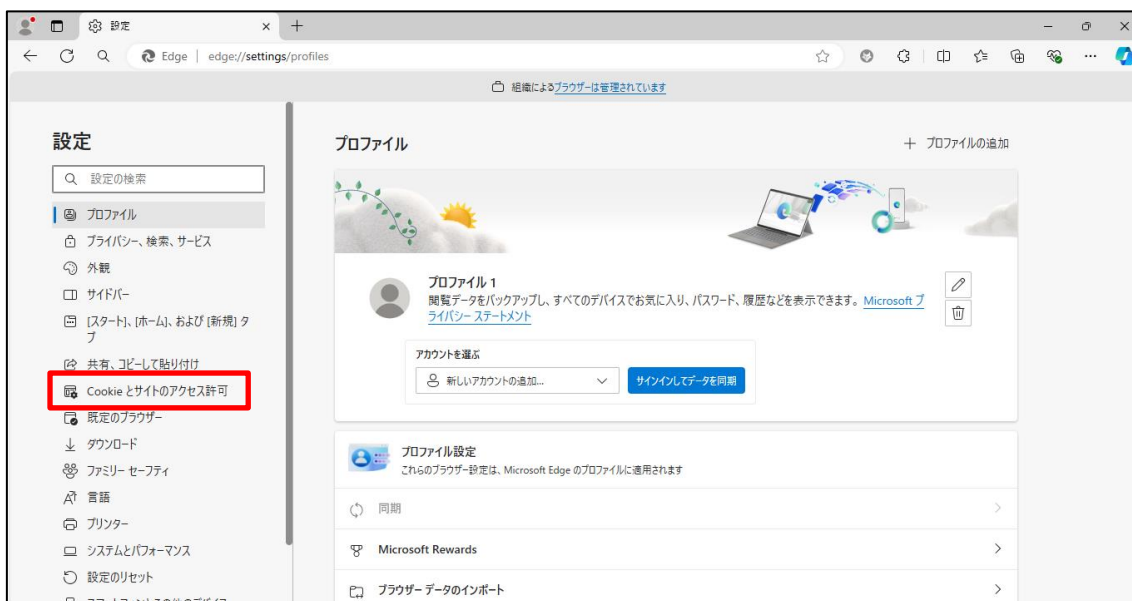 設定
Edge
edge://settings/profiles
組織によるブラウザーは管理されています
設定
設定の検索
プロファイル
プライバシー、検索、サービス
外観
サイドバー
[スタート]、[ホーム]、および [新規] タ
ブ
共有、コピーして貼り付け
Cookie とサイトのアクセス許可
既定のブラウザー
ダウンロード
ファミリー セーフティ
言語
プリンター
システムとパフォーマンス
設定のリセット
プロファイル
プロファイルの追加
プロファイル 1
閲覧データをバックアップし、すべてのデバイスでお気に入り、パスワード、履歴などを表示できます。 Microsoft プ
ライバシー ステートメント
アカウントを選ぶ
新しいアカウントの追加...
サインインしてデータを同期
プロファイル設定
これらのブラウザー設定は、Microsoft Edge のプロファイルに適用されます
同期
Microsoft Rewards
ブラウザー データのインポート